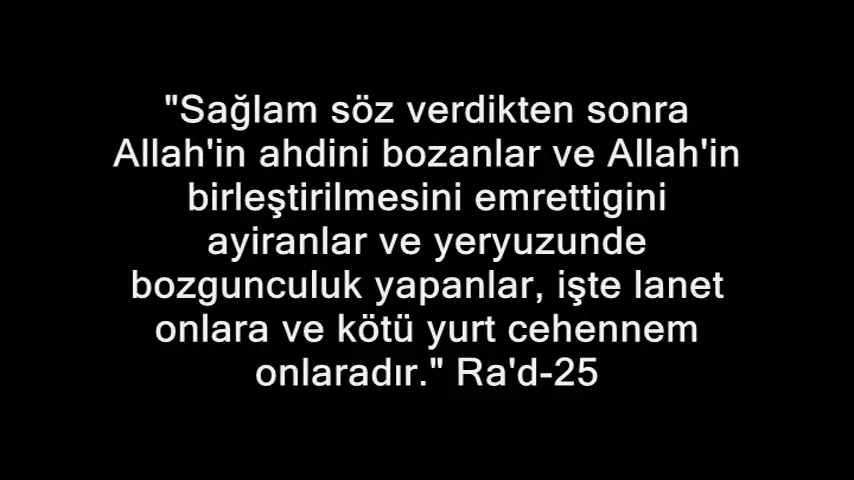 "Sağlam söz verdikten sonra
Allah'in ahdini bozanlar ve Allah'in
birleştirilmesini emrettigini
ayiranlar ve yeryuzunde
bozgunculuk yapanlar, işte lanet
onlara ve kötü yurt cehennem
onlaradır." Ra'd-25